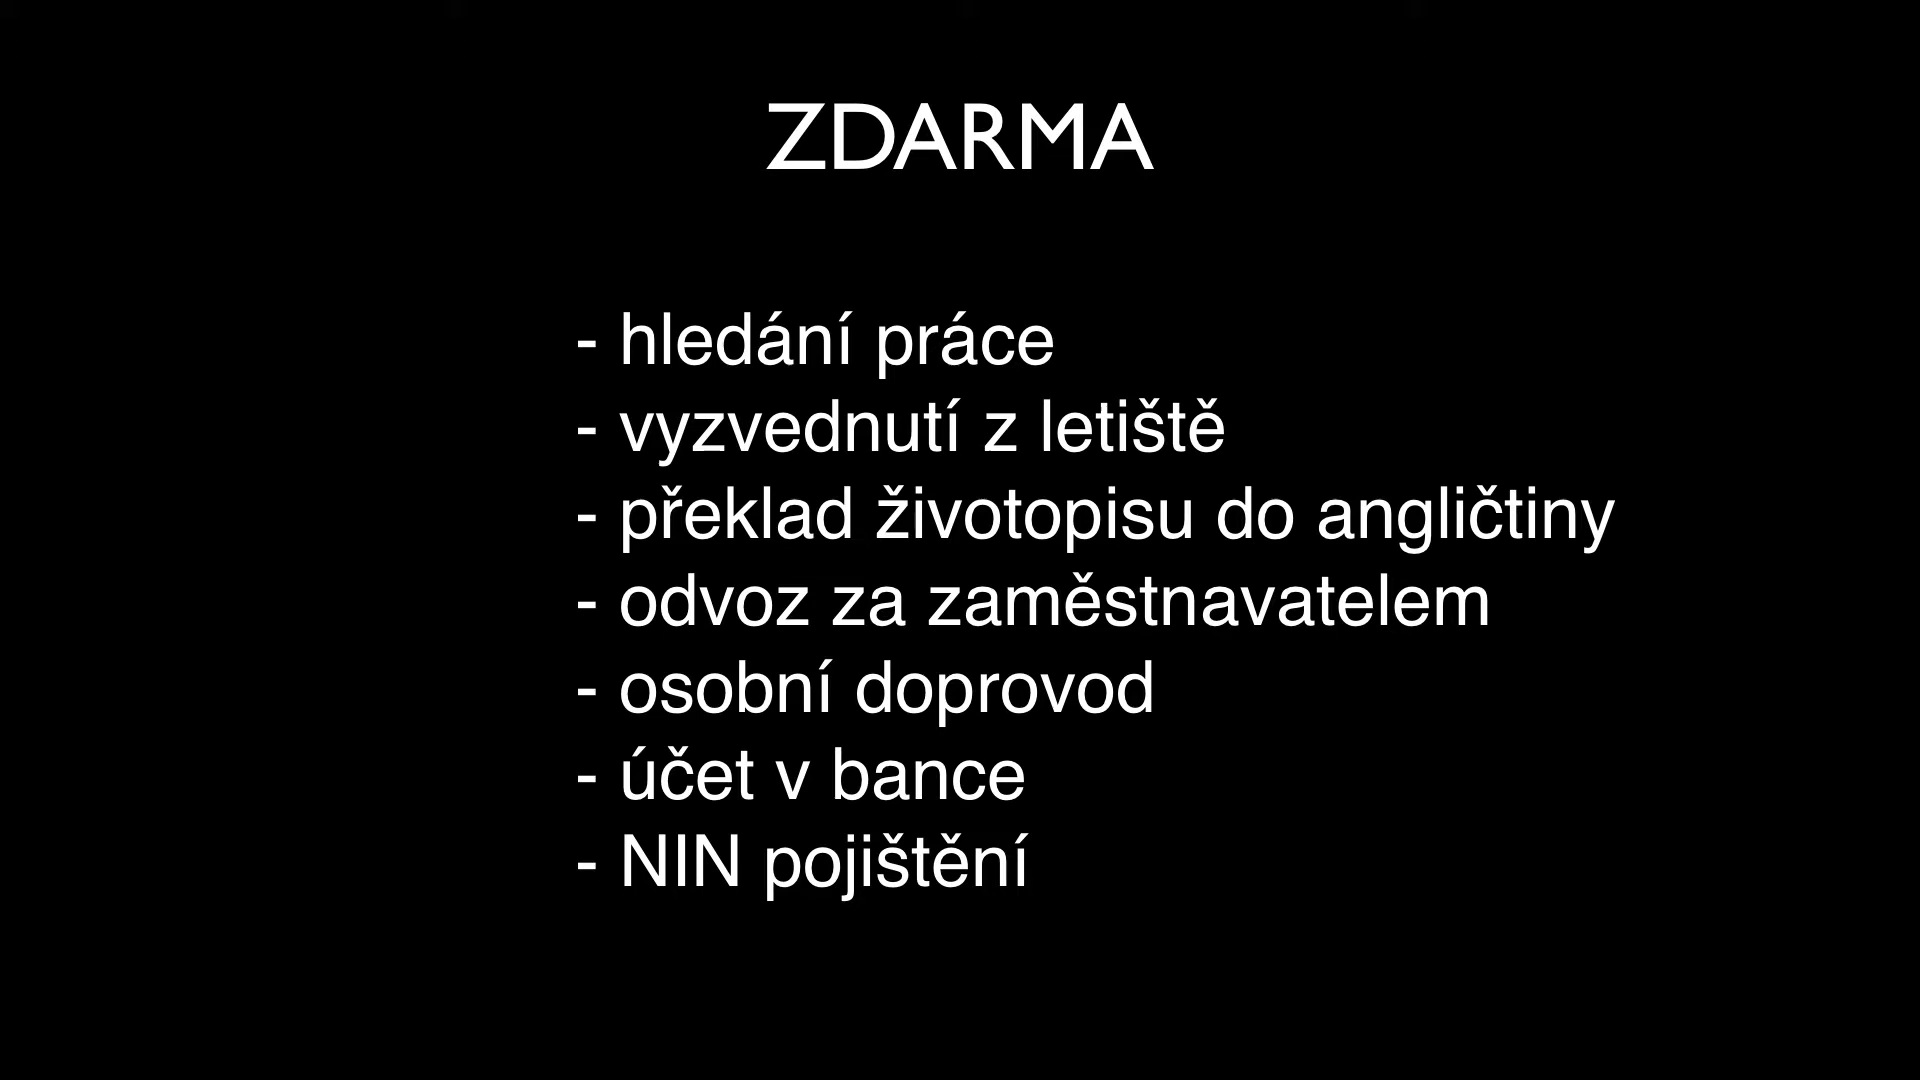 ZDARMA
- hledání práce
- vyzvednutí z letiště
- překlad životopisu do angličtiny
- odvoz za zaměstnavatelem
- osobní doprovod
- účet v bance
- NIN pojištění